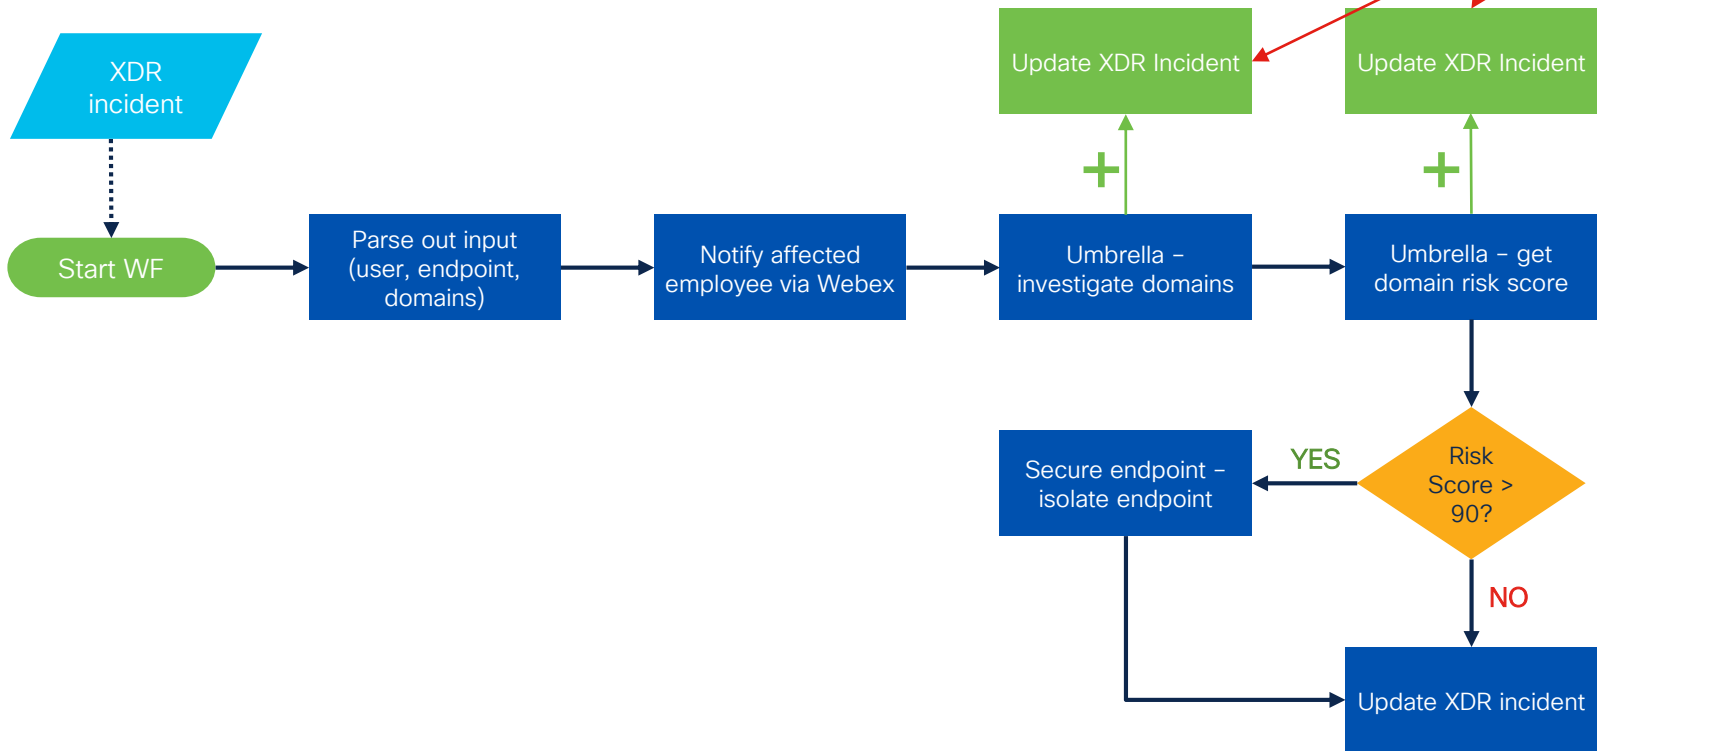 XDR
incident
Start WF
Parse out input
(user, endpoint,
domains)
Notify affected
employee via Webex
Update XDR Incident
+
Umbrella –
investigate domains
Update XDR Incident
+
Umbrella – get
domain risk score
Risk
Score >
90?
YES
Secure endpoint –
isolate endpoint
NO
Update XDR incident